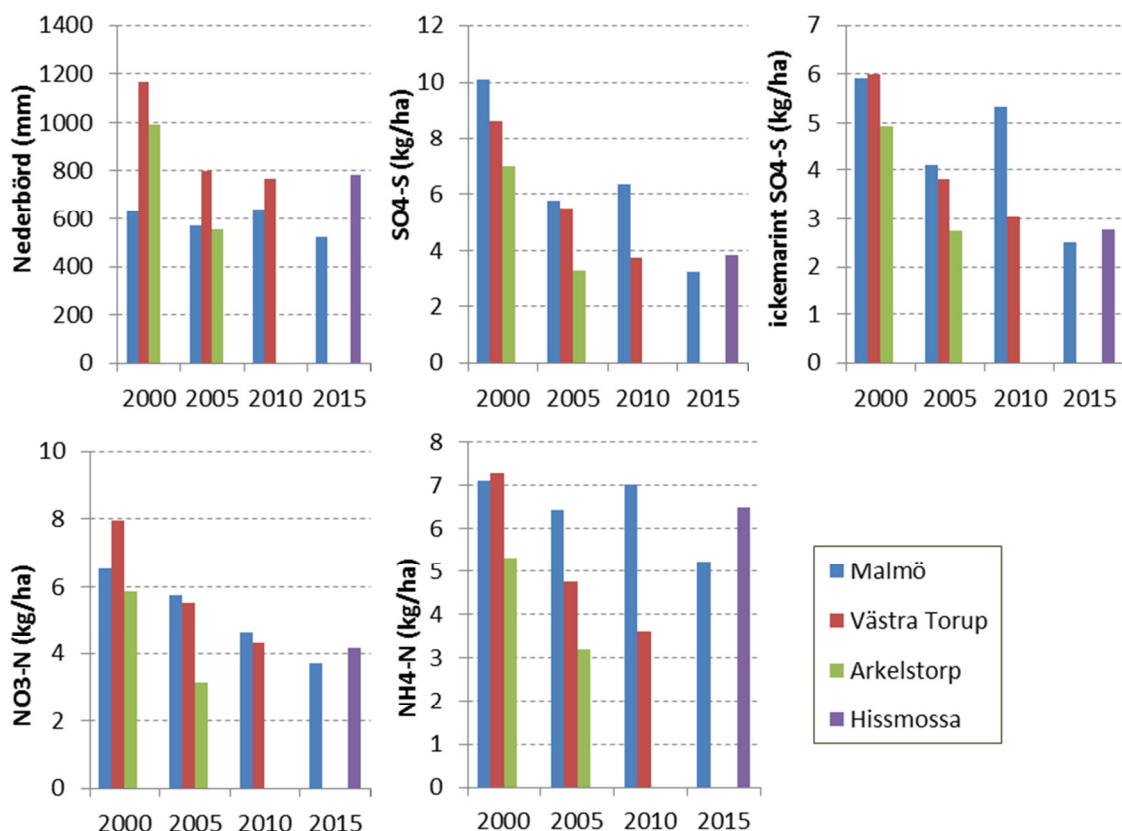 Nederbörd (mm)
1400
1200
1000
800
600
400
200
0
2000 2005 2010 2015
SO4-S (kg/ha)
12
10
8
6
4
2
0
2000 2005 2010 2015
ickemarint SO4-S (kg/ha)
7
6
5
4
3
2
1
0
2000 2005 2010 2015
NO3-N (kg/ha)
10
8
6
4
2
0
2000 2005 2010 2015
NH4-N (kg/ha)
8
7
6
5
4
3
2
1
0
2000 2005 2010 2015
Malmö
Västra Torup
Arkelstorp
Hissmossa